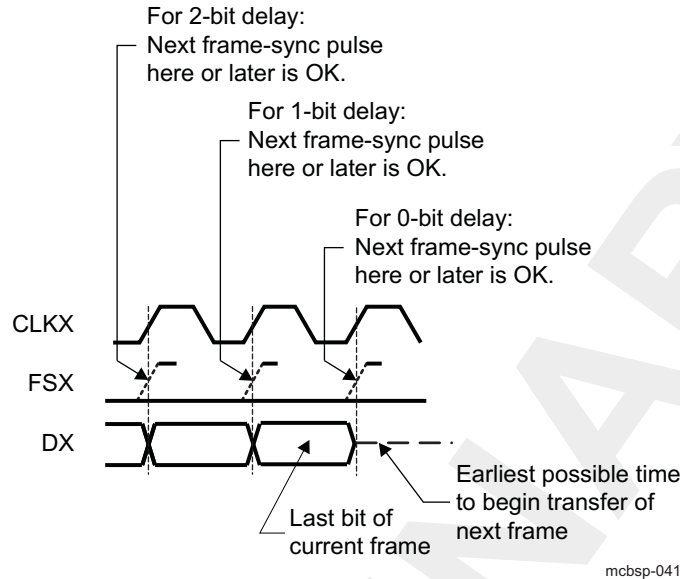 For 2-bit delay:
Next frame-sync pulse
here or later is OK.
For 1-bit delay:
Next frame-sync pulse
here or later is OK.
For 0-bit delay:
Next frame-sync pulse
here or later is OK.
CLKX
FSX
DX
Last bit of
current frame
Earliest possible time
to begin transfer of
next frame
mcbsp-041